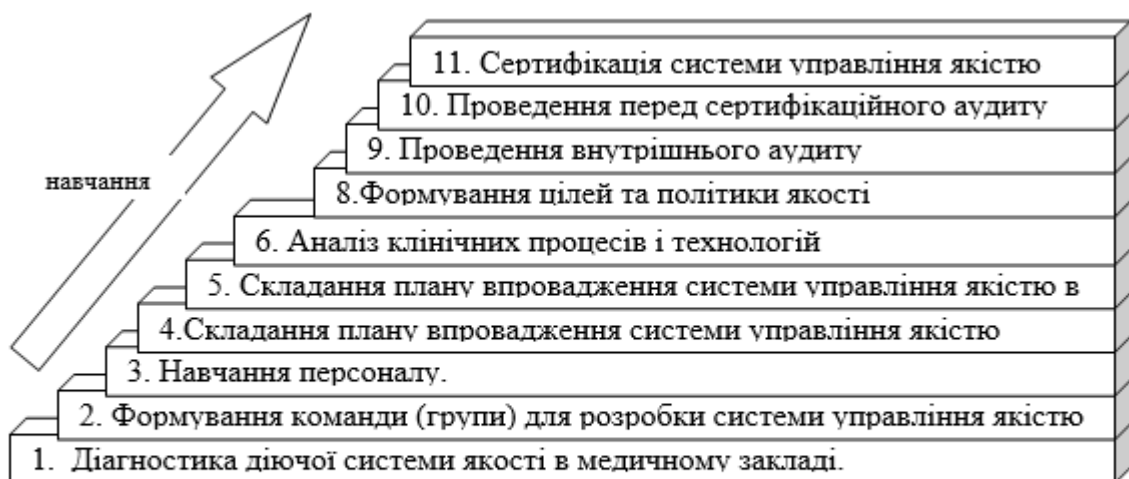 11. Сертифікація системи управління якістю
10. Проведення перед сертифікаційного аудиту
9. Проведення внутрішнього аудиту
навчання
8.Формування цілей та політики якості
6. Аналіз клінічних процесів і технологій
5. Складання плану впровадження системи управління якістю в
4.Складання плану впровадження системи управління якістю
3. Навчання персоналу.
2. Формування команди (групи) для розробки системи управління якістю
1. Діагностика діючої системи якості в медичному закладі.